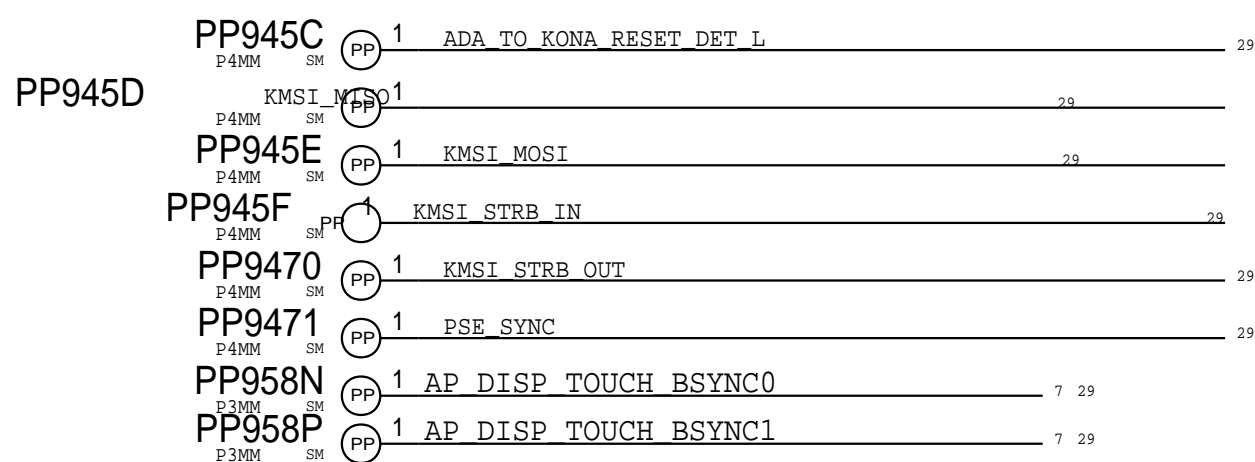 PP945C P4MM SM PP 1 ADA_TO_KONA_RESET_DET_L 29
PP945D P4MM SM PP 1 KMSI_MISO 29
PP945E P4MM SM PP 1 KMSI_MOSI 29
PP945F P4MM SM PP 1 KMSI_STRB_IN 29
PP9470 P4MM SM PP 1 KMSI_STRB_OUT 29
PP9471 P4MM SM PP 1 PSE_SYNC 29
PP958N P3MM SM PP 1 AP_DISP_TOUCH_BSYNC0 7 29
PP958P P3MM SM PP 1 AP_DISP_TOUCH_BSYNC1 7 29